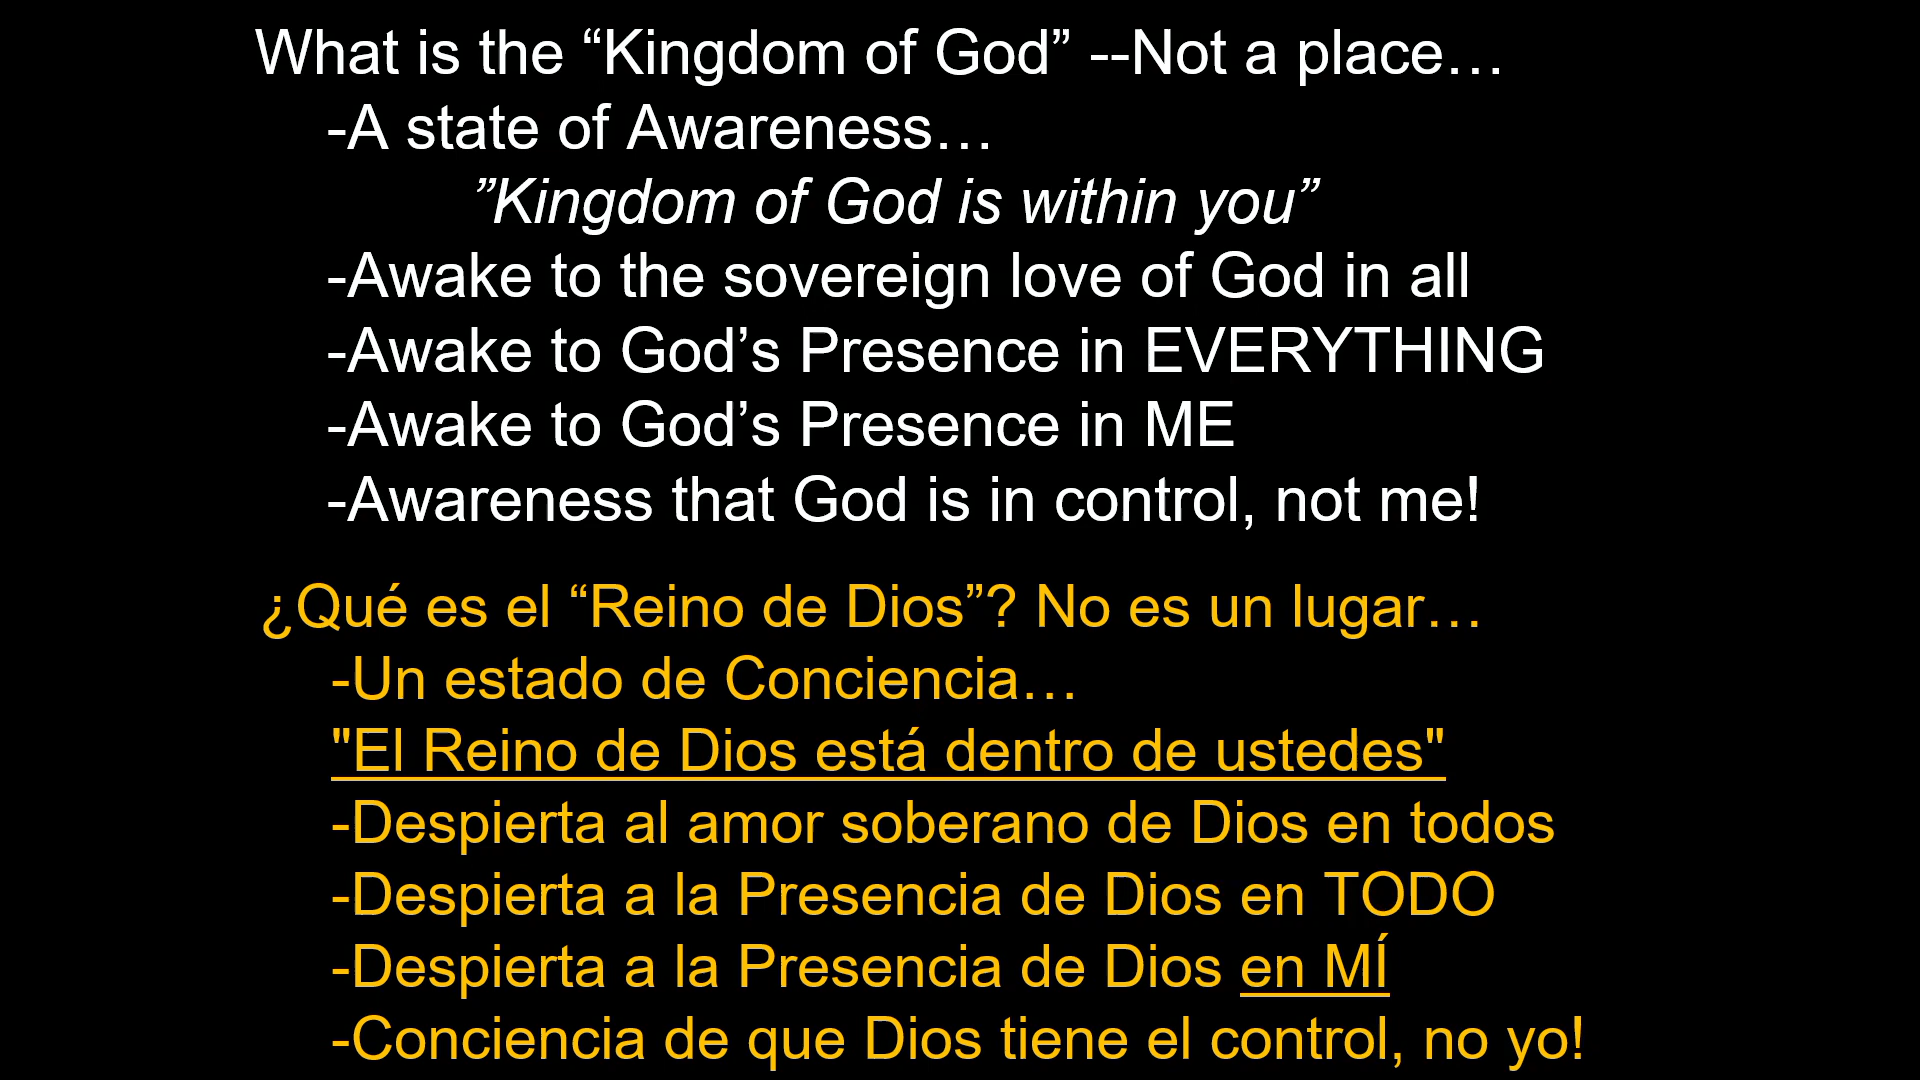 What is the “Kingdom of God” --Not a place…
-A state of Awareness…
”Kingdom of God is within you”
-Awake to the sovereign love of God in all
-Awake to God’s Presence in EVERYTHING
-Awake to God’s Presence in ME
-Awareness that God is in control, not me!
¿Qué es el “Reino de Dios”? No es un lugar…
-Un estado de Conciencia…
"El Reino de Dios está dentro de ustedes"
-Despierta al amor soberano de Dios en todos
-Despierta a la Presencia de Dios en TODO
-Despierta a la Presencia de Dios en MÍ
-Conciencia de que Dios tiene el control, no yo!